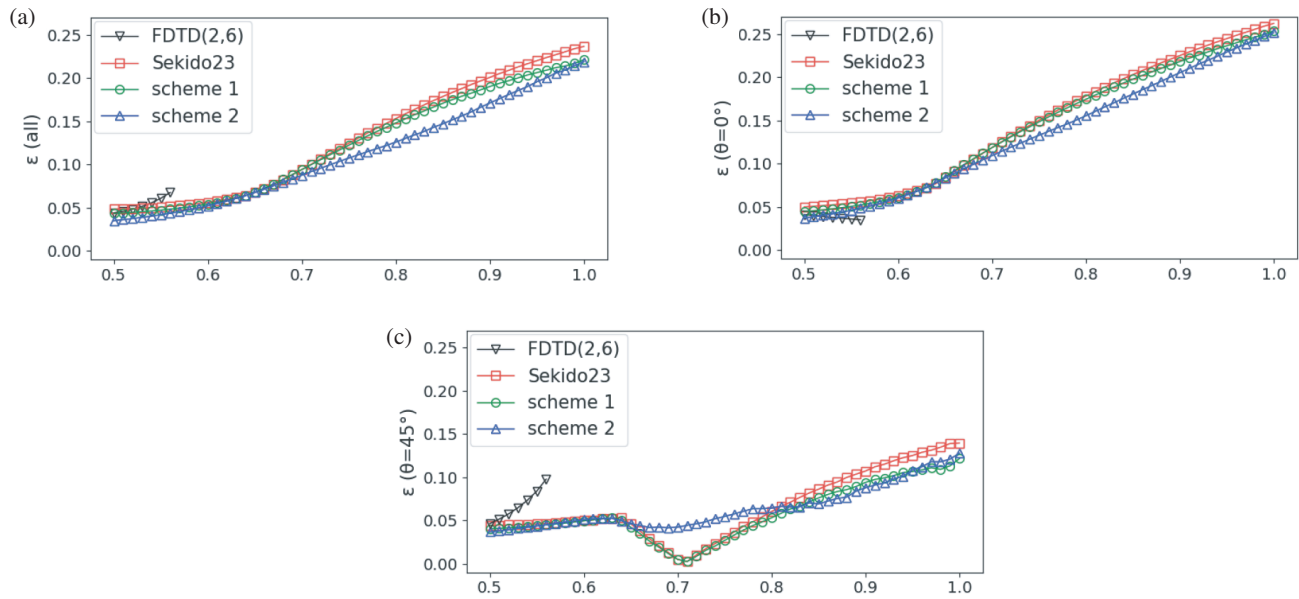 (a)
FDTD(2,6)
Sekido23
scheme 1
scheme 2
ε (all)
0.25
0.20
0.15
0.10
0.05
0.00
0.5 0.6 0.7 0.8 0.9 1.0
(b)
FDTD(2,6)
Sekido23
scheme 1
scheme 2
ε (θ=0°)
0.25
0.20
0.15
0.10
0.05
0.00
0.5 0.6 0.7 0.8 0.9 1.0
(c)
FDTD(2,6)
Sekido23
scheme 1
scheme 2
ε (θ=45°)
0.25
0.20
0.15
0.10
0.05
0.00
0.5 0.6 0.7 0.8 0.9 1.0